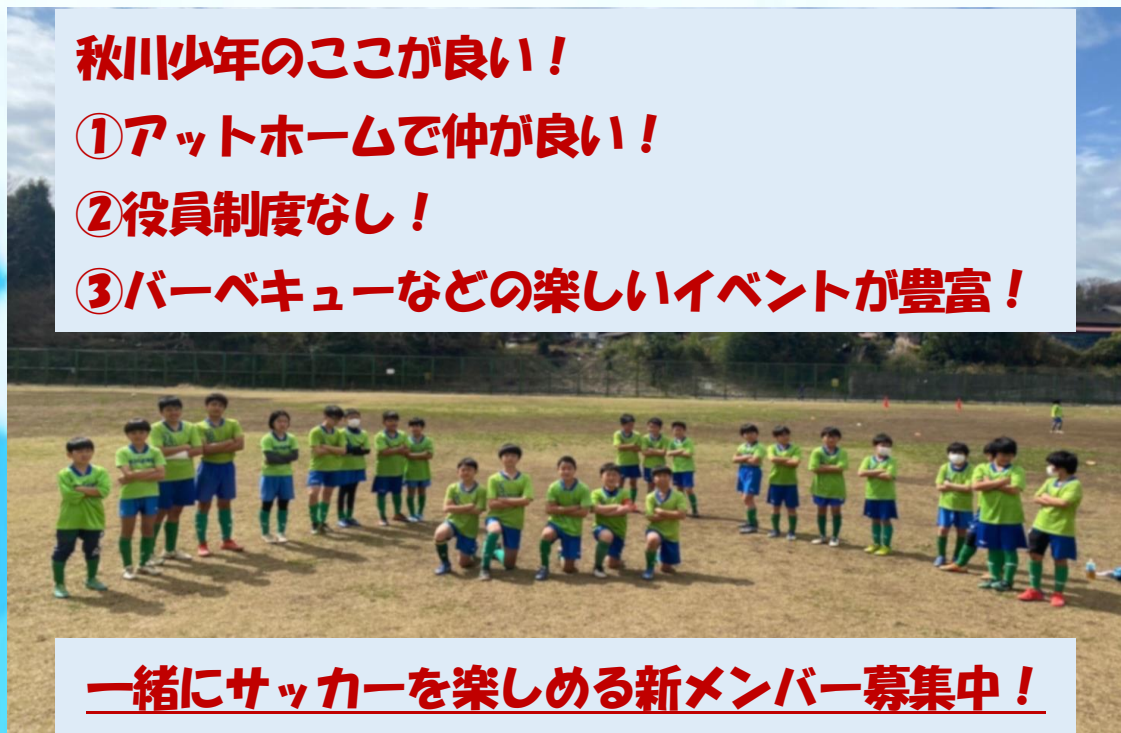 秋川少年のここが良い！
①アットホームで仲が良い！
②役員制度なし！
③バーベキューなどの楽しいイベントが豊富！
一緒にサッカーを楽しめる新メンバー募集中！